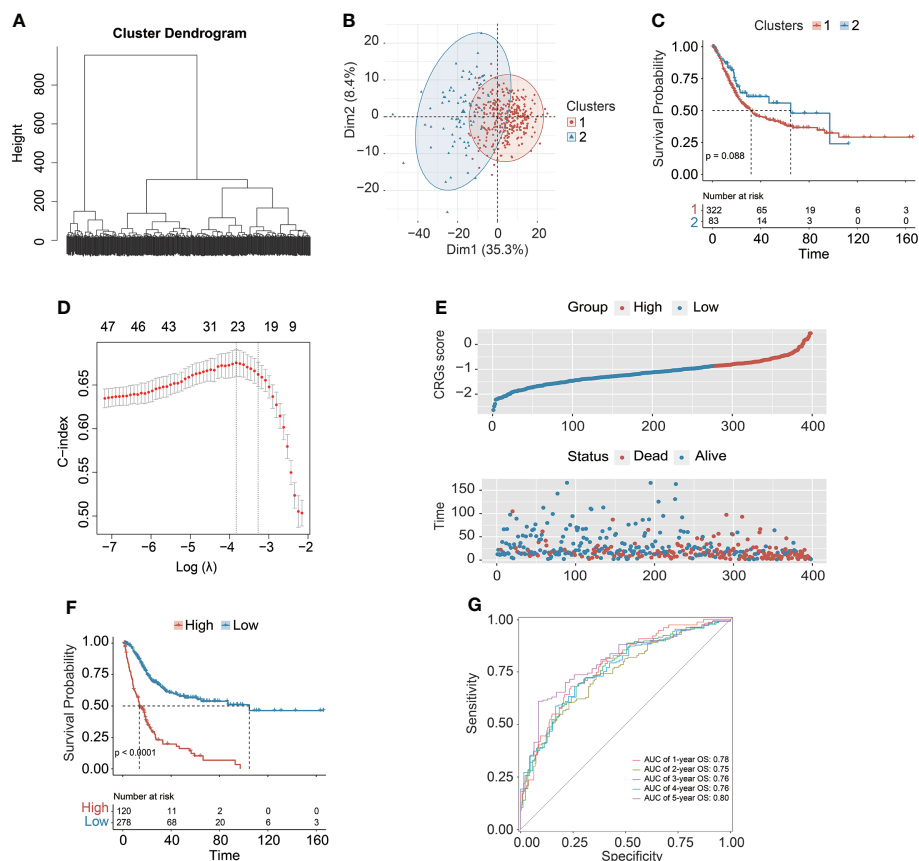 A
Cluster Dendrogram
Height
0 200 400 600 800
B
20
10
0
−10
−20
Dim2 (8.4%)
−40 −20 0 20
Dim1 (35.3%)
Clusters
1
2
C
Clusters 1 2
Survival Probability
1.00
0.75
0.50
0.25
0.00
p = 0.088
Number at risk
1 322 65 19 6 3
2 83 14 3 0 0
0 40 80 120 160
Time
D
47 46 43 31 23 19 9
C−index
0.50 0.55 0.60 0.65
−7 −6 −5 −4 −3 −2
Log (λ)
E
Group High Low
CRGs score
0
−1
−2
0 100 200 300 400
Status Dead Alive
Time
150
100
50
0
0 100 200 300 400
F
High Low
Survival Probability
1.00
0.75
0.50
0.25
0.00
p < 0.0001
Number at risk
High 120 11 2 0 0
Low 278 68 20 6 3
0 40 80 120 160
Time
G
Sensitivity
1.00
0.75
0.50
0.25
0.00
AUC of 1−year OS: 0.78
AUC of 2−year OS: 0.75
AUC of 3−year OS: 0.76
AUC of 4−year OS: 0.76
AUC of 5−year OS: 0.80
0.00 0.25 0.50 0.75 1.00
Specificity